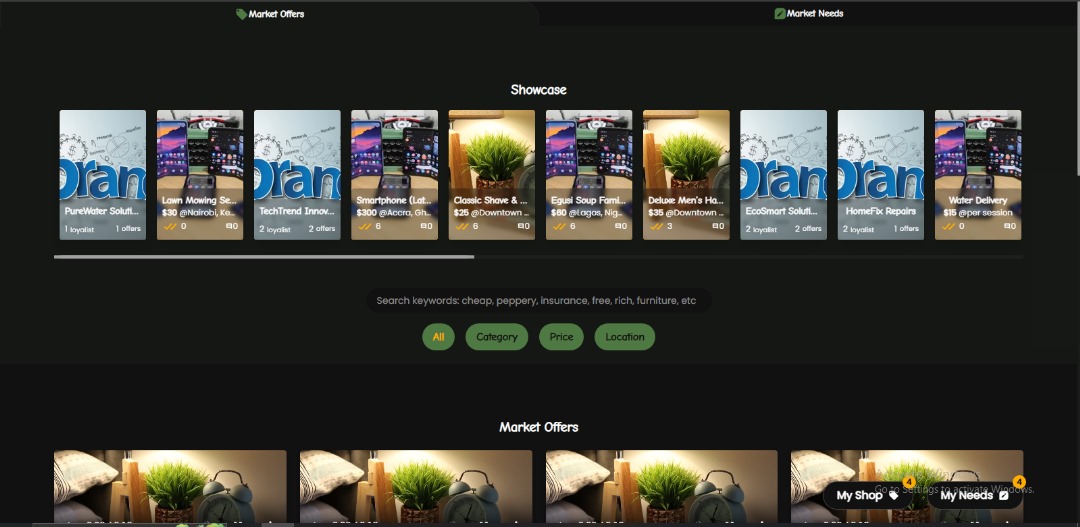 Market Offers
Market Needs
Showcase
PureWater Soluti...
1 loyalist 1 offers
Lawn Mowing Se...
$30 @Nairobi, Ke...
0 0
TechTrend Innov...
2 loyalist 2 offers
Smartphone (Lat...
$300 @Accra, Gh...
6 0
Classic Shave & ...
$25 @Downtown ...
6 0
Egusi Soup Fami...
$60 @Lagos, Nig...
6 0
Deluxe Men's Ha...
$35 @Downtown ...
3 0
EcoSmart Soluti...
2 loyalist 2 offers
HomeFix Repairs
2 loyalist 1 offers
Water Delivery
$15 @per session
0 0
Search keywords: cheap, peppery, insurance, free, rich, furniture, etc
All
Category
Price
Location
Market Offers
Go to Settings to activate Windows.
My Shop
4
My Needs
4